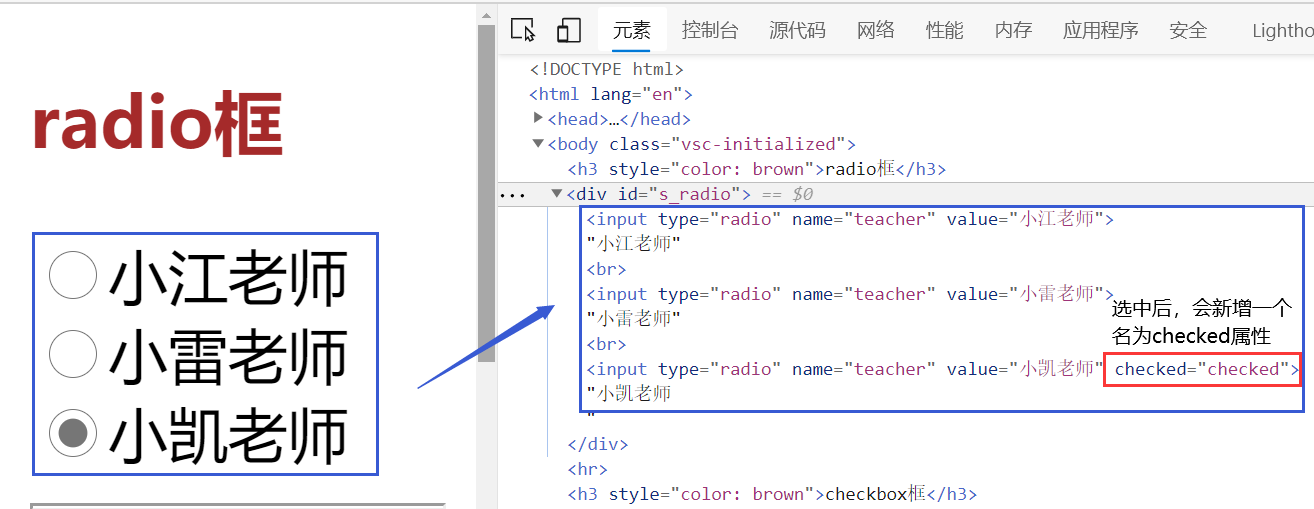 radio框
小江老师
小雷老师
小凯老师
元素 控制台 源代码 网络 性能 内存 应用程序 安全 Lightho
<!DOCTYPE html>
<html lang="en">
<head>…</head>
<body class="vsc-initialized">
<h3 style="color: brown">radio框</h3>
... <div id="s_radio"> == $0
<input type="radio" name="teacher" value="小江老师">
"小江老师"
<br>
<input type="radio" name="teacher" value="小雷老师">
"小雷老师"
<br>
选中后，会新增一个
名为checked属性
<input type="radio" name="teacher" value="小凯老师" checked="checked">
"小凯老师
"
</div>
<hr>
<h3 style="color: brown">checkbox框</h3>